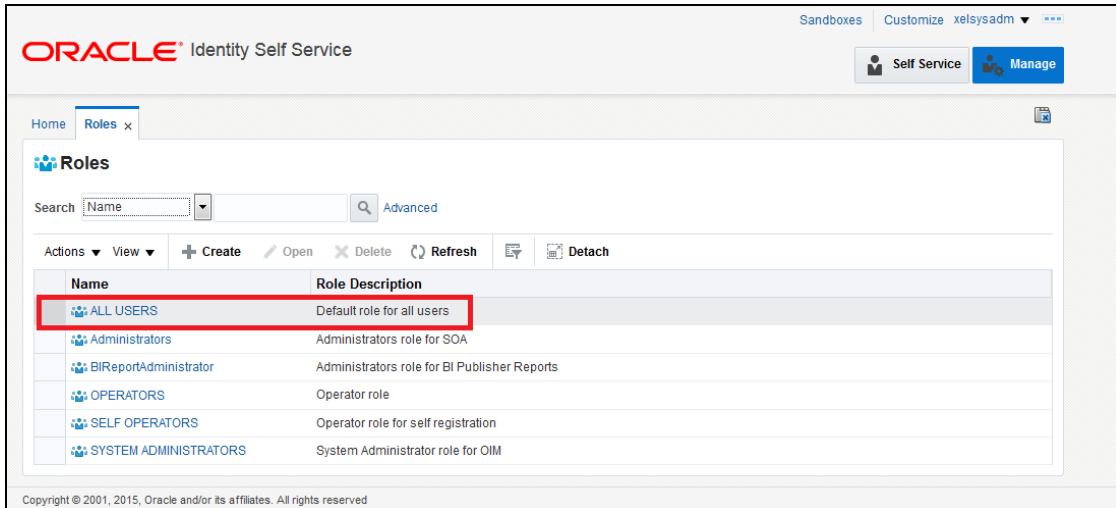 Sandboxes Customize xelsysadm
ORACLE® Identity Self Service
Self Service Manage
Home Roles x
Roles
Search Name Advanced
Actions View Create Open Delete Refresh Detach
Name Role Description
ALL USERS Default role for all users
Administrators Administrators role for SOA
BIReportAdministrator Administrators role for BI Publisher Reports
OPERATORS Operator role
SELF OPERATORS Operator role for self registration
SYSTEM ADMINISTRATORS System Administrator role for OIM
Copyright © 2001, 2015, Oracle and/or its affiliates. All rights reserved